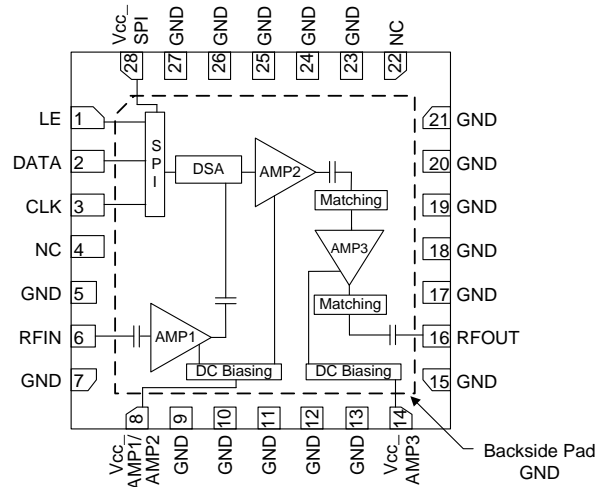 Vcc_
SPI
GND
GND
GND
GND
GND
NC
28
27
26
25
24
23
22
LE
1
DATA
2
CLK
3
NC
4
GND
5
RFIN
6
GND
7
S
P
I
DSA
AMP2
Matching
AMP3
Matching
AMP1
DC Biasing
DC Biasing
21
GND
20
GND
19
GND
18
GND
17
GND
16
RFOUT
15
GND
8
9
10
11
12
13
14
Vcc_
AMP1/
AMP2
GND
GND
GND
GND
GND
Vcc_
AMP3
Backside Pad
GND